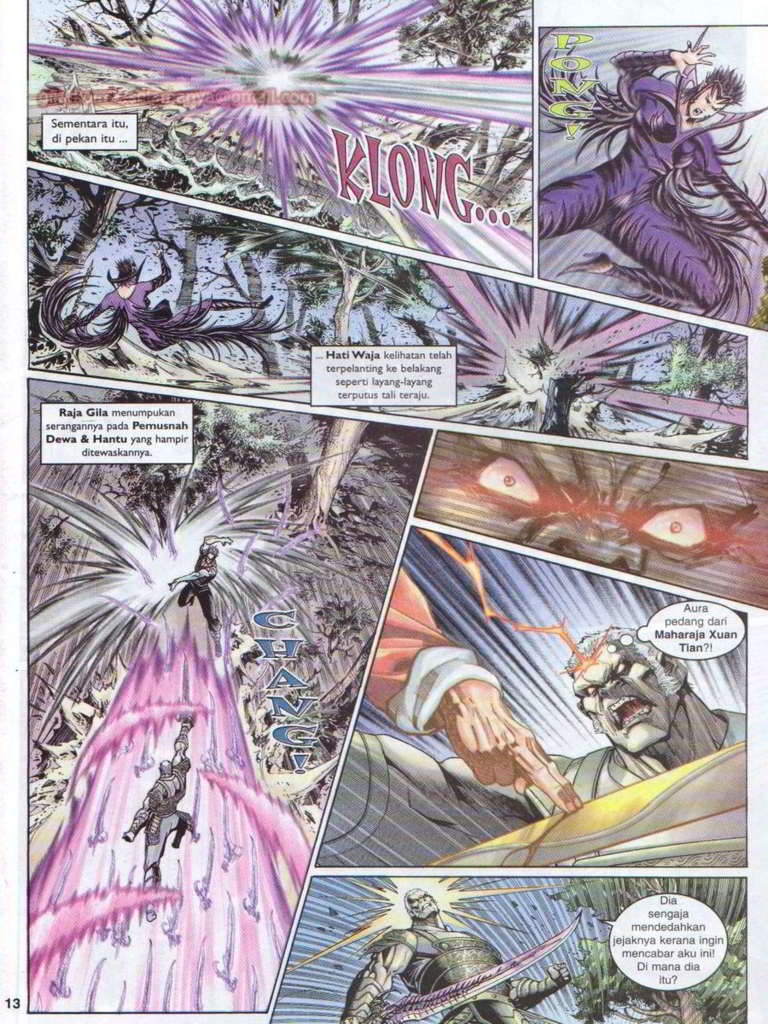 Sementara itu,
di pekan itu ...
KLONG...
PONG!
... Hati Waja kelihatan telah
terpelanting ke belakang
seperti layang-layang
terputus tali teraju.
Raja Gila menumpukan
serangannya pada Pemusnah
Dewa & Hantu yang hampir
ditewaskannya.
CHANG!
Aura
pedang dari
Maharaja Xuan
Tian?!
Dia
sengaja
mendedahkan
jejaknya kerana ingin
mencabar aku ini!
Di mana dia
itu?
13